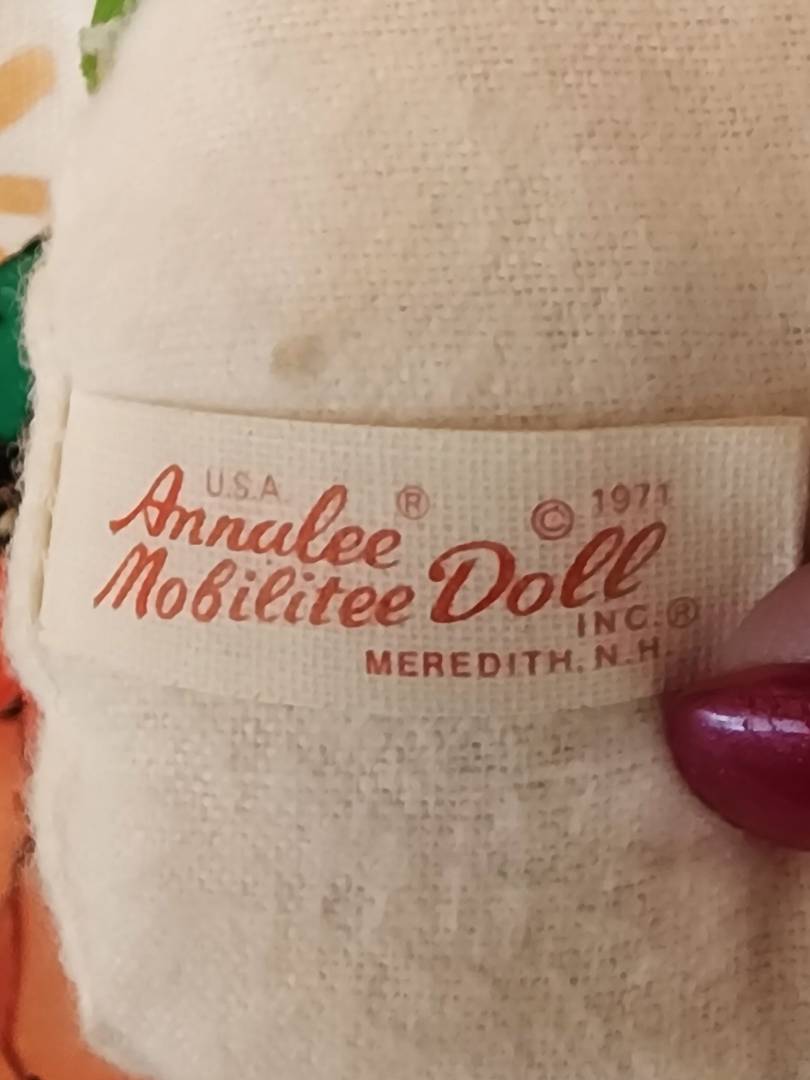 U.S.A. ® © 1971
Annalee
Mobilitee Doll
INC.®
MEREDITH, N.H.